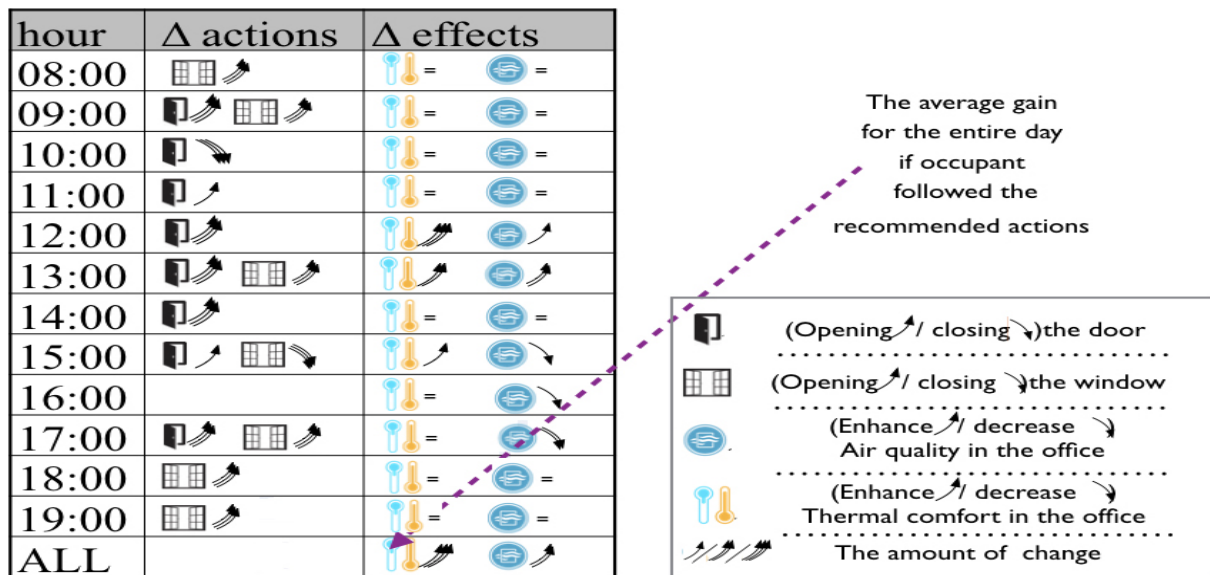 hour Δ actions Δ effects
08:00 = =
09:00 = =
10:00 = =
11:00 = =
12:00
13:00
14:00 = =
15:00
16:00 =
17:00 =
18:00 = =
19:00 = =
ALL
The average gain
for the entire day
if occupant
followed the
recommended actions
(Opening / closing )the door
(Opening / closing )the window
(Enhance / decrease
Air quality in the office
(Enhance / decrease
Thermal comfort in the office
The amount of change